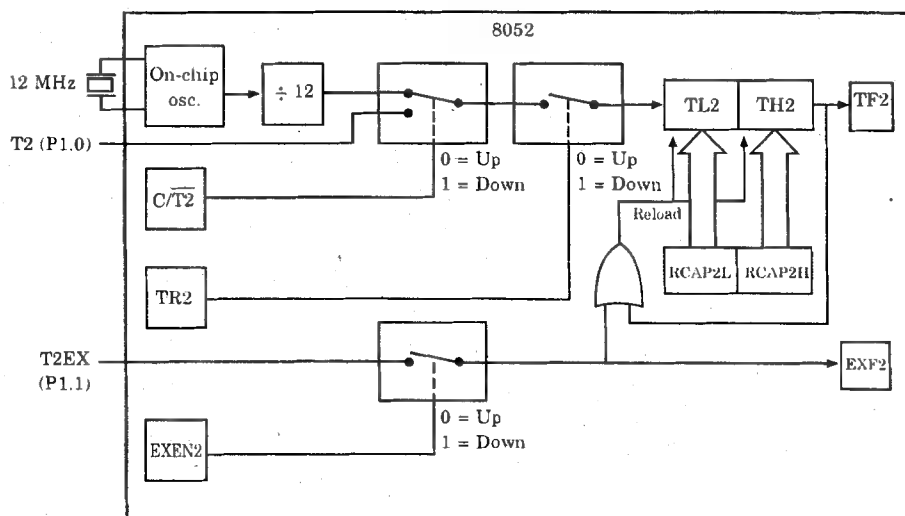 8052
12 MHz
On-chip
osc.
÷ 12
TL2
TH2
TF2
T2 (P1.0)
0 = Up
1 = Down
0 = Up
1 = Down
C/T2̅
Reload
RCAP2L
RCAP2H
TR2
T2EX
(P1.1)
EXF2
0 = Up
1 = Down
EXEN2